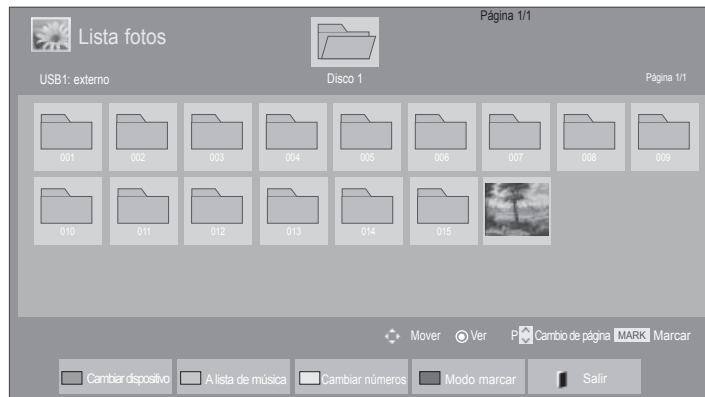 Página 1/1
Lista fotos
USB1: externo
Disco 1
Página 1/1
001 002 003 004 005 006 007 008 009
010 011 012 013 014 015
Mover Ver P Cambio de página MARK Marcar
Cambiar dispositivo A lista de música Cambiar números Modo marcar Salir